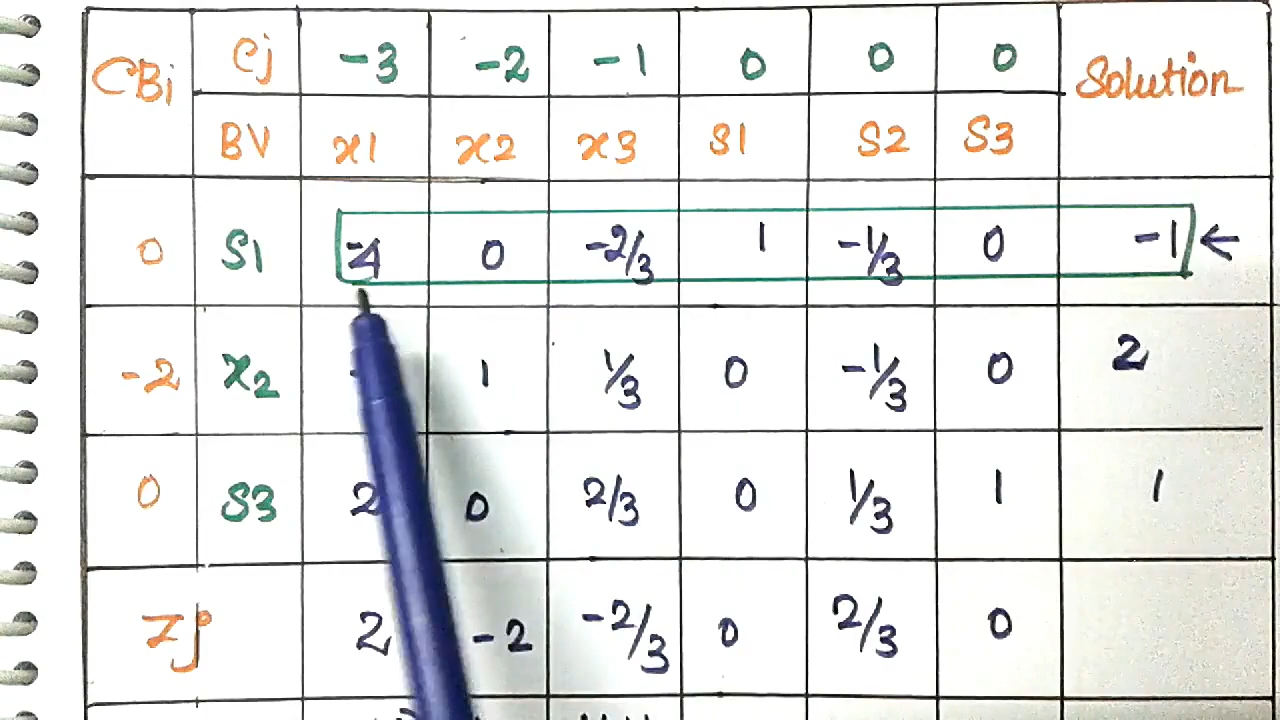 CBi Cj -3 -2 -1 0 0 0 Solution
BV x1 x2 x3 S1 S2 S3
0 S1 -4 0 -2/3 1 -1/3 0 -1 ←
-2 x2 1 1/3 0 -1/3 0 2
0 S3 2 0 2/3 0 1/3 1 1
Zj 2 -2 -2/3 0 2/3 0